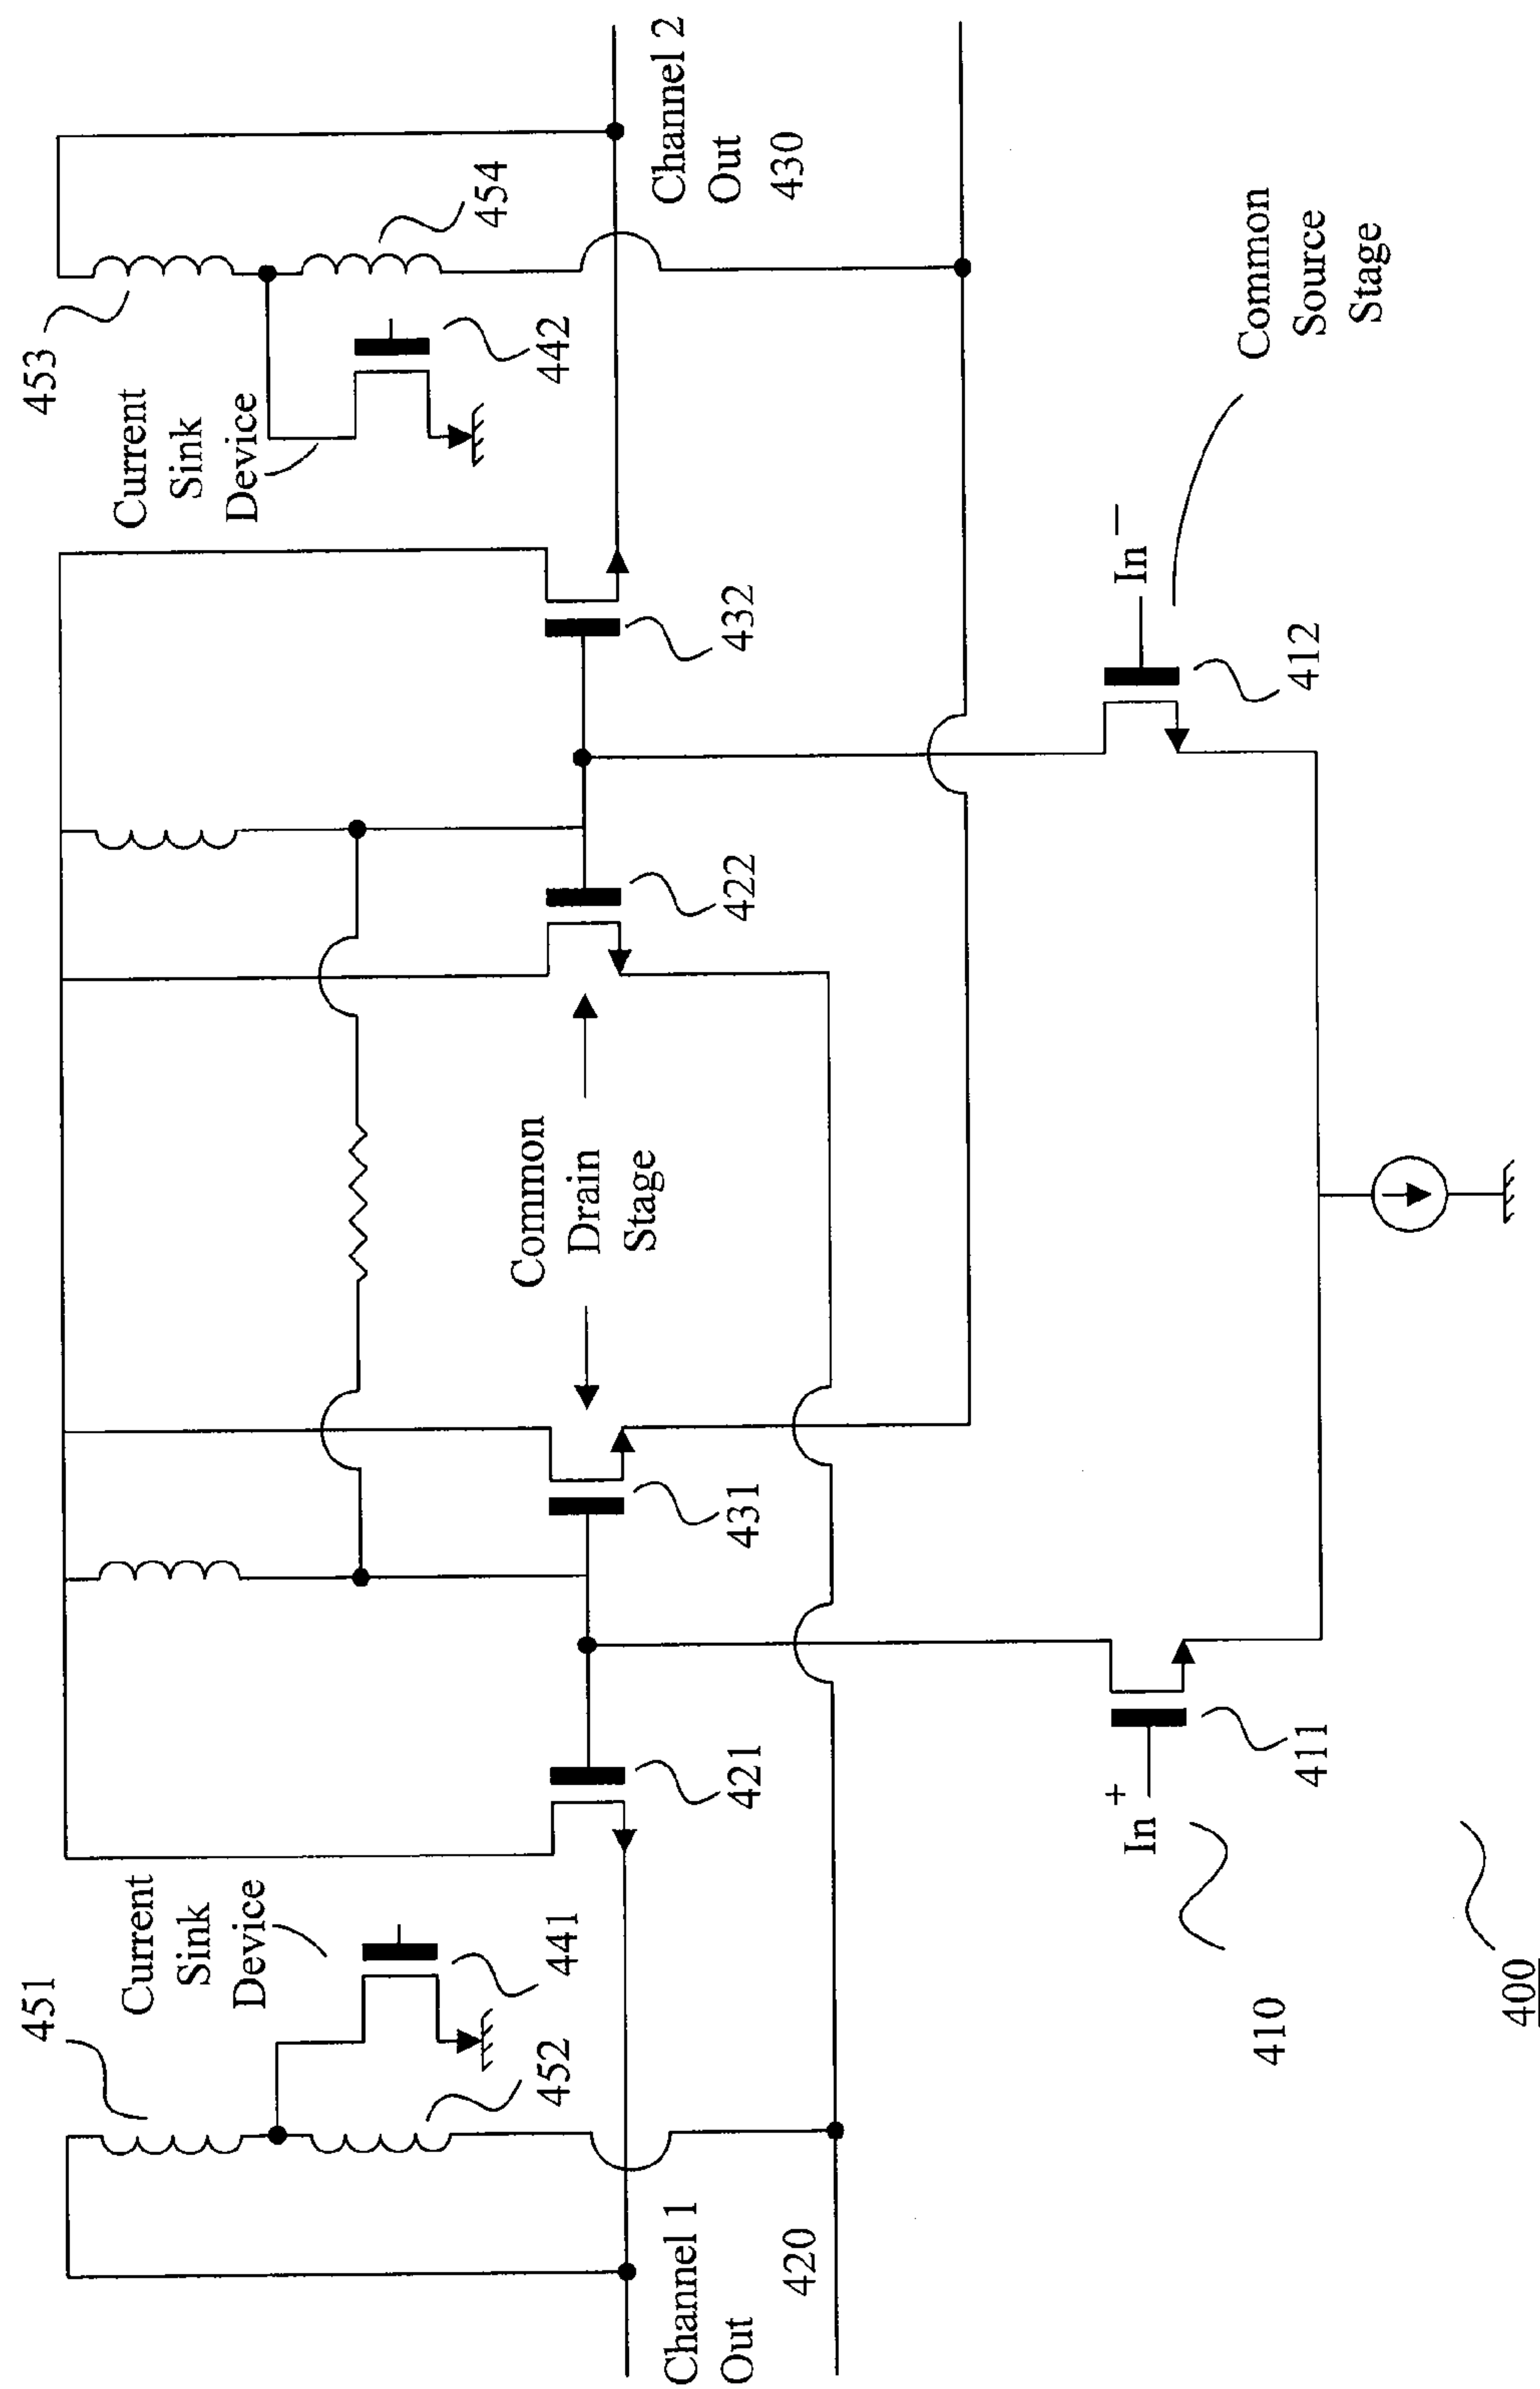 451
Current
Sink
Device
441
452
Channel 1
Out
420
421
431
Common
Drain
Stage
422
432
Current
Sink
Device
442
453
454
Channel 2
Out
430
In +
411
410
400
In −
412
Common
Source
Stage